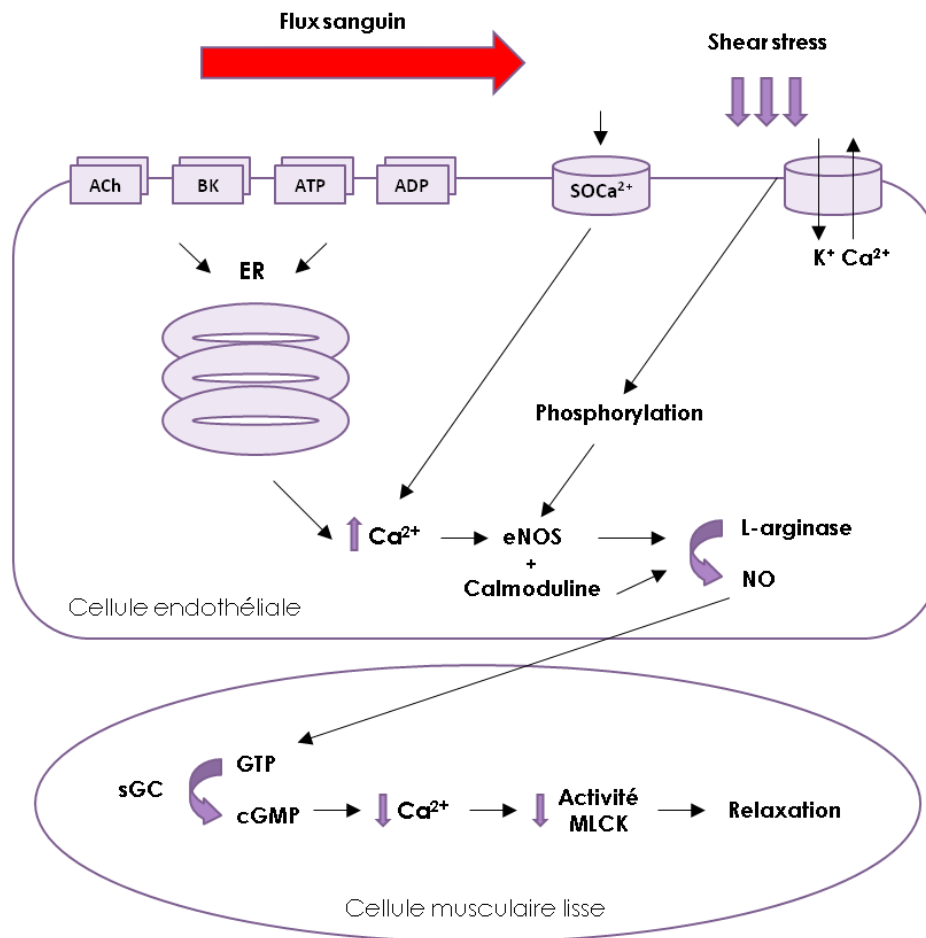 Flux sanguin
Shear stress
ACh
BK
ATP
ADP
SOCa²⁺
K⁺ Ca²⁺
ER
Phosphorylation
Ca²⁺
eNOS
+
Calmoduline
L-arginase
NO
Cellule endothéliale
GTP
sGC
cGMP
Ca²⁺
Activité
MLCK
Relaxation
Cellule musculaire lisse